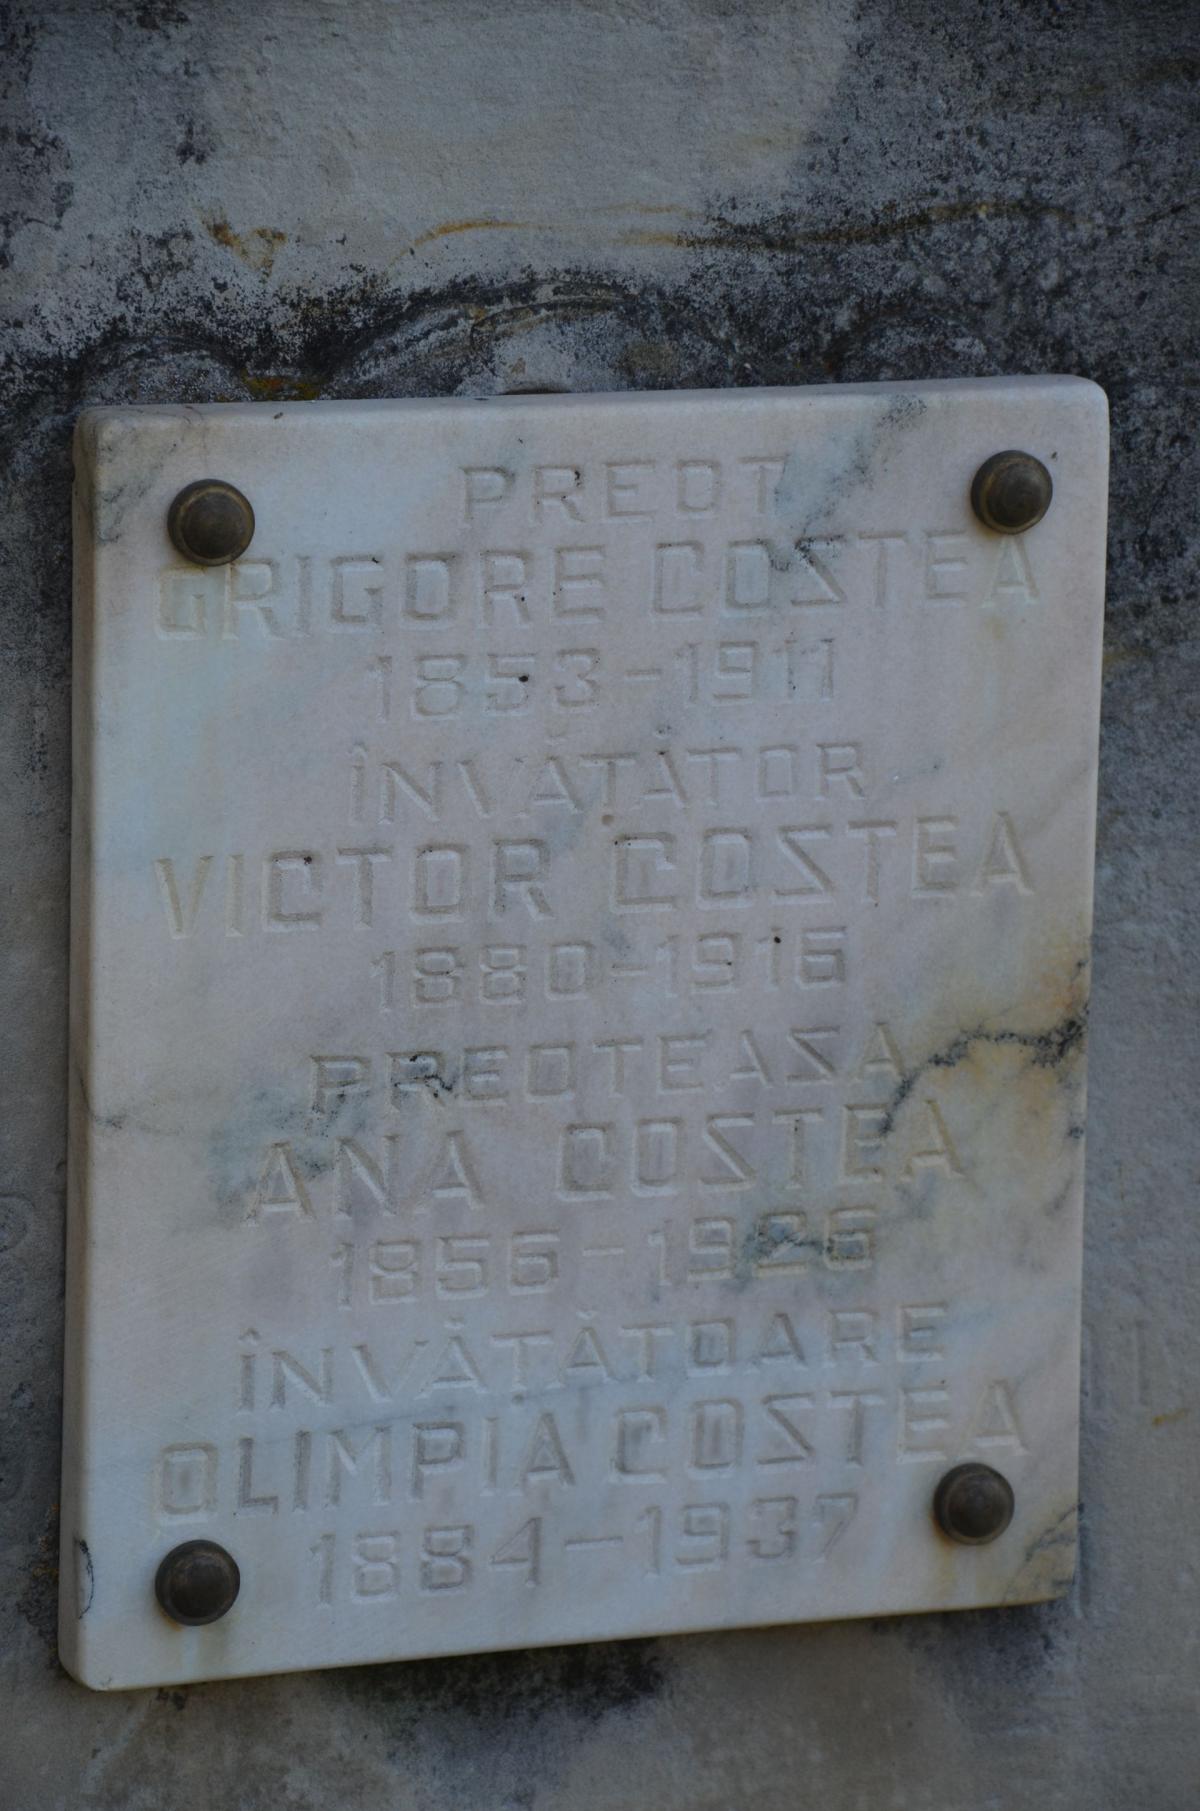 PREOT
GRIGORE COSTEA
1853-1911
ÎNVĂȚĂTOR
VICTOR COSTEA
1880-1916
PREOTEASA
ANA COSTEA
1856-1926
ÎNVĂȚĂTOARE
OLIMPIA COSTEA
1884-1937